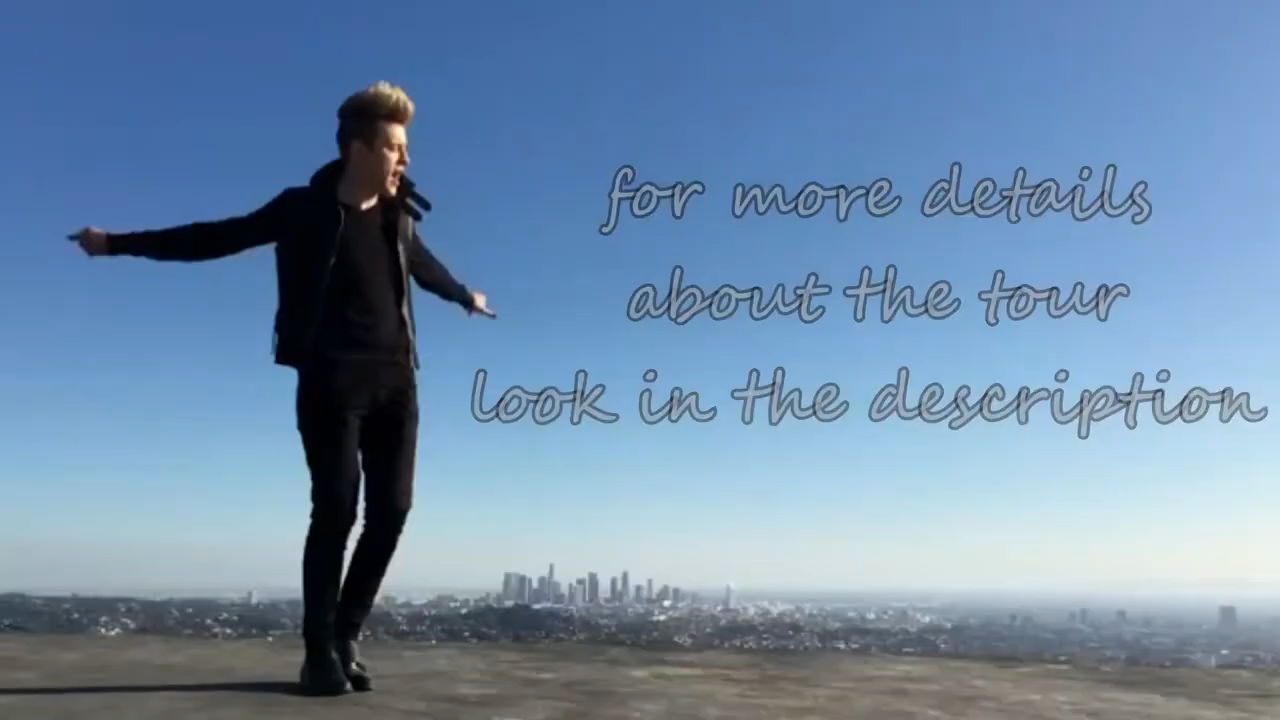 for more details
about the tour
look in the description